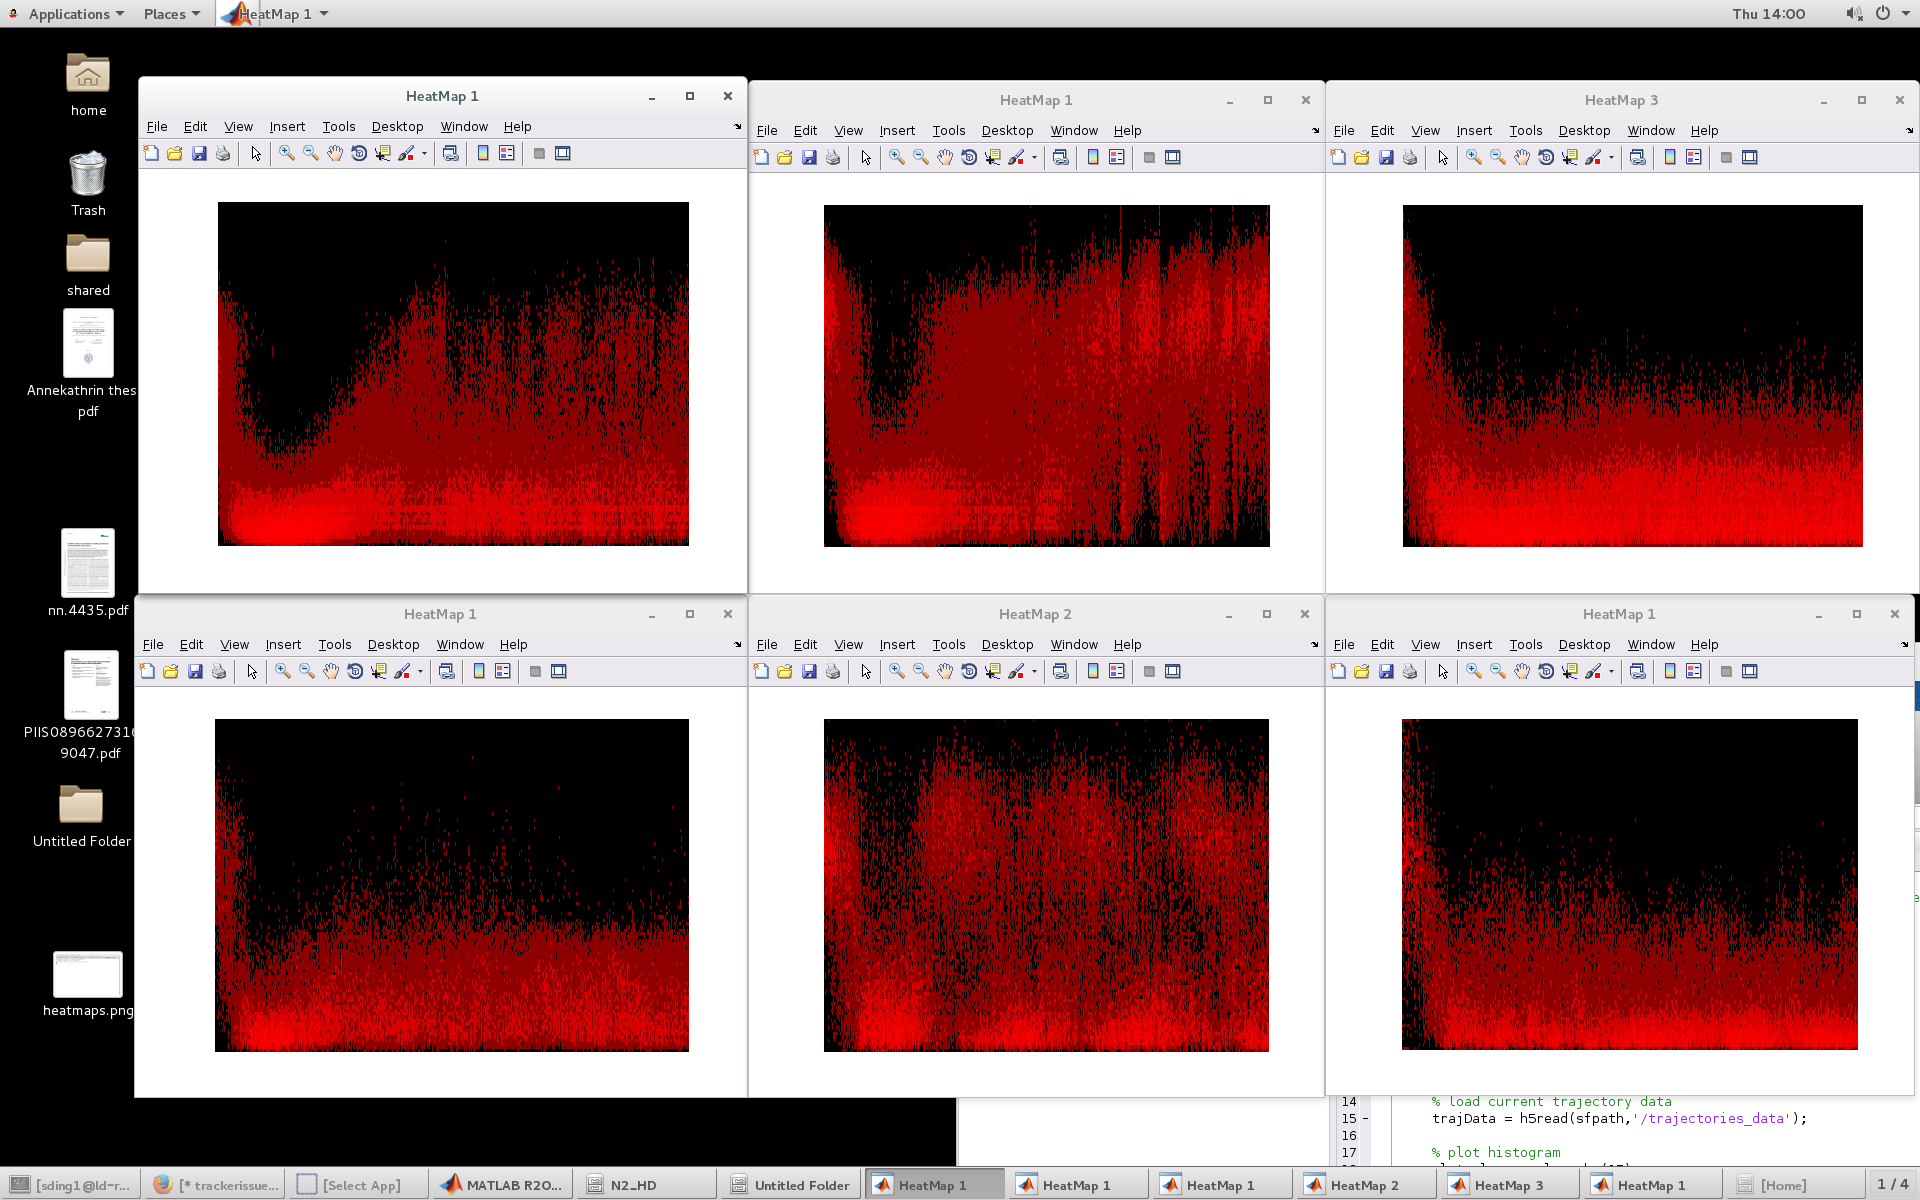 Applications Places HeatMap 1 Thu 14:00
home
Trash
shared
Annekathrin thes
pdf
nn.4435.pdf
PIIS0896627316
9047.pdf
Untitled Folder
heatmaps.png
HeatMap 1
File Edit View Insert Tools Desktop Window Help
HeatMap 1
File Edit View Insert Tools Desktop Window Help
HeatMap 3
File Edit View Insert Tools Desktop Window Help
HeatMap 1
File Edit View Insert Tools Desktop Window Help
HeatMap 2
File Edit View Insert Tools Desktop Window Help
HeatMap 1
File Edit View Insert Tools Desktop Window Help
14 % load current trajectory data
15 - trajData = h5read(sfpath,'/trajectories_data');
16
17 % plot histogram
[sding1@ld-r... [* trackerissue... [Select App] MATLAB R2O... N2_HD Untitled Folder HeatMap 1 HeatMap 1 HeatMap 1 HeatMap 2 HeatMap 3 HeatMap 1 [Home] 1 / 4